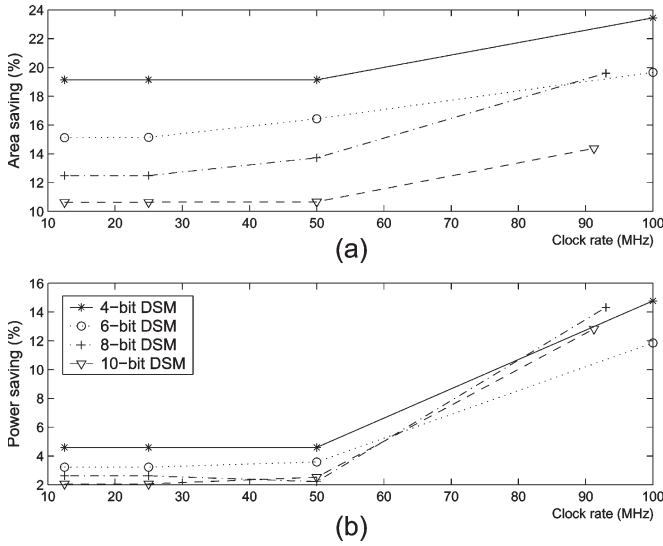 24
22
20
18
16
14
12
10
Area saving (%)
10 20 30 40 50 60 70 80 90 100
Clock rate (MHz)
(a)
16
14
12
10
8
6
4
2
Power saving (%)
4-bit DSM
6-bit DSM
8-bit DSM
10-bit DSM
10 20 30 40 50 60 70 80 90 100
Clock rate (MHz)
(b)